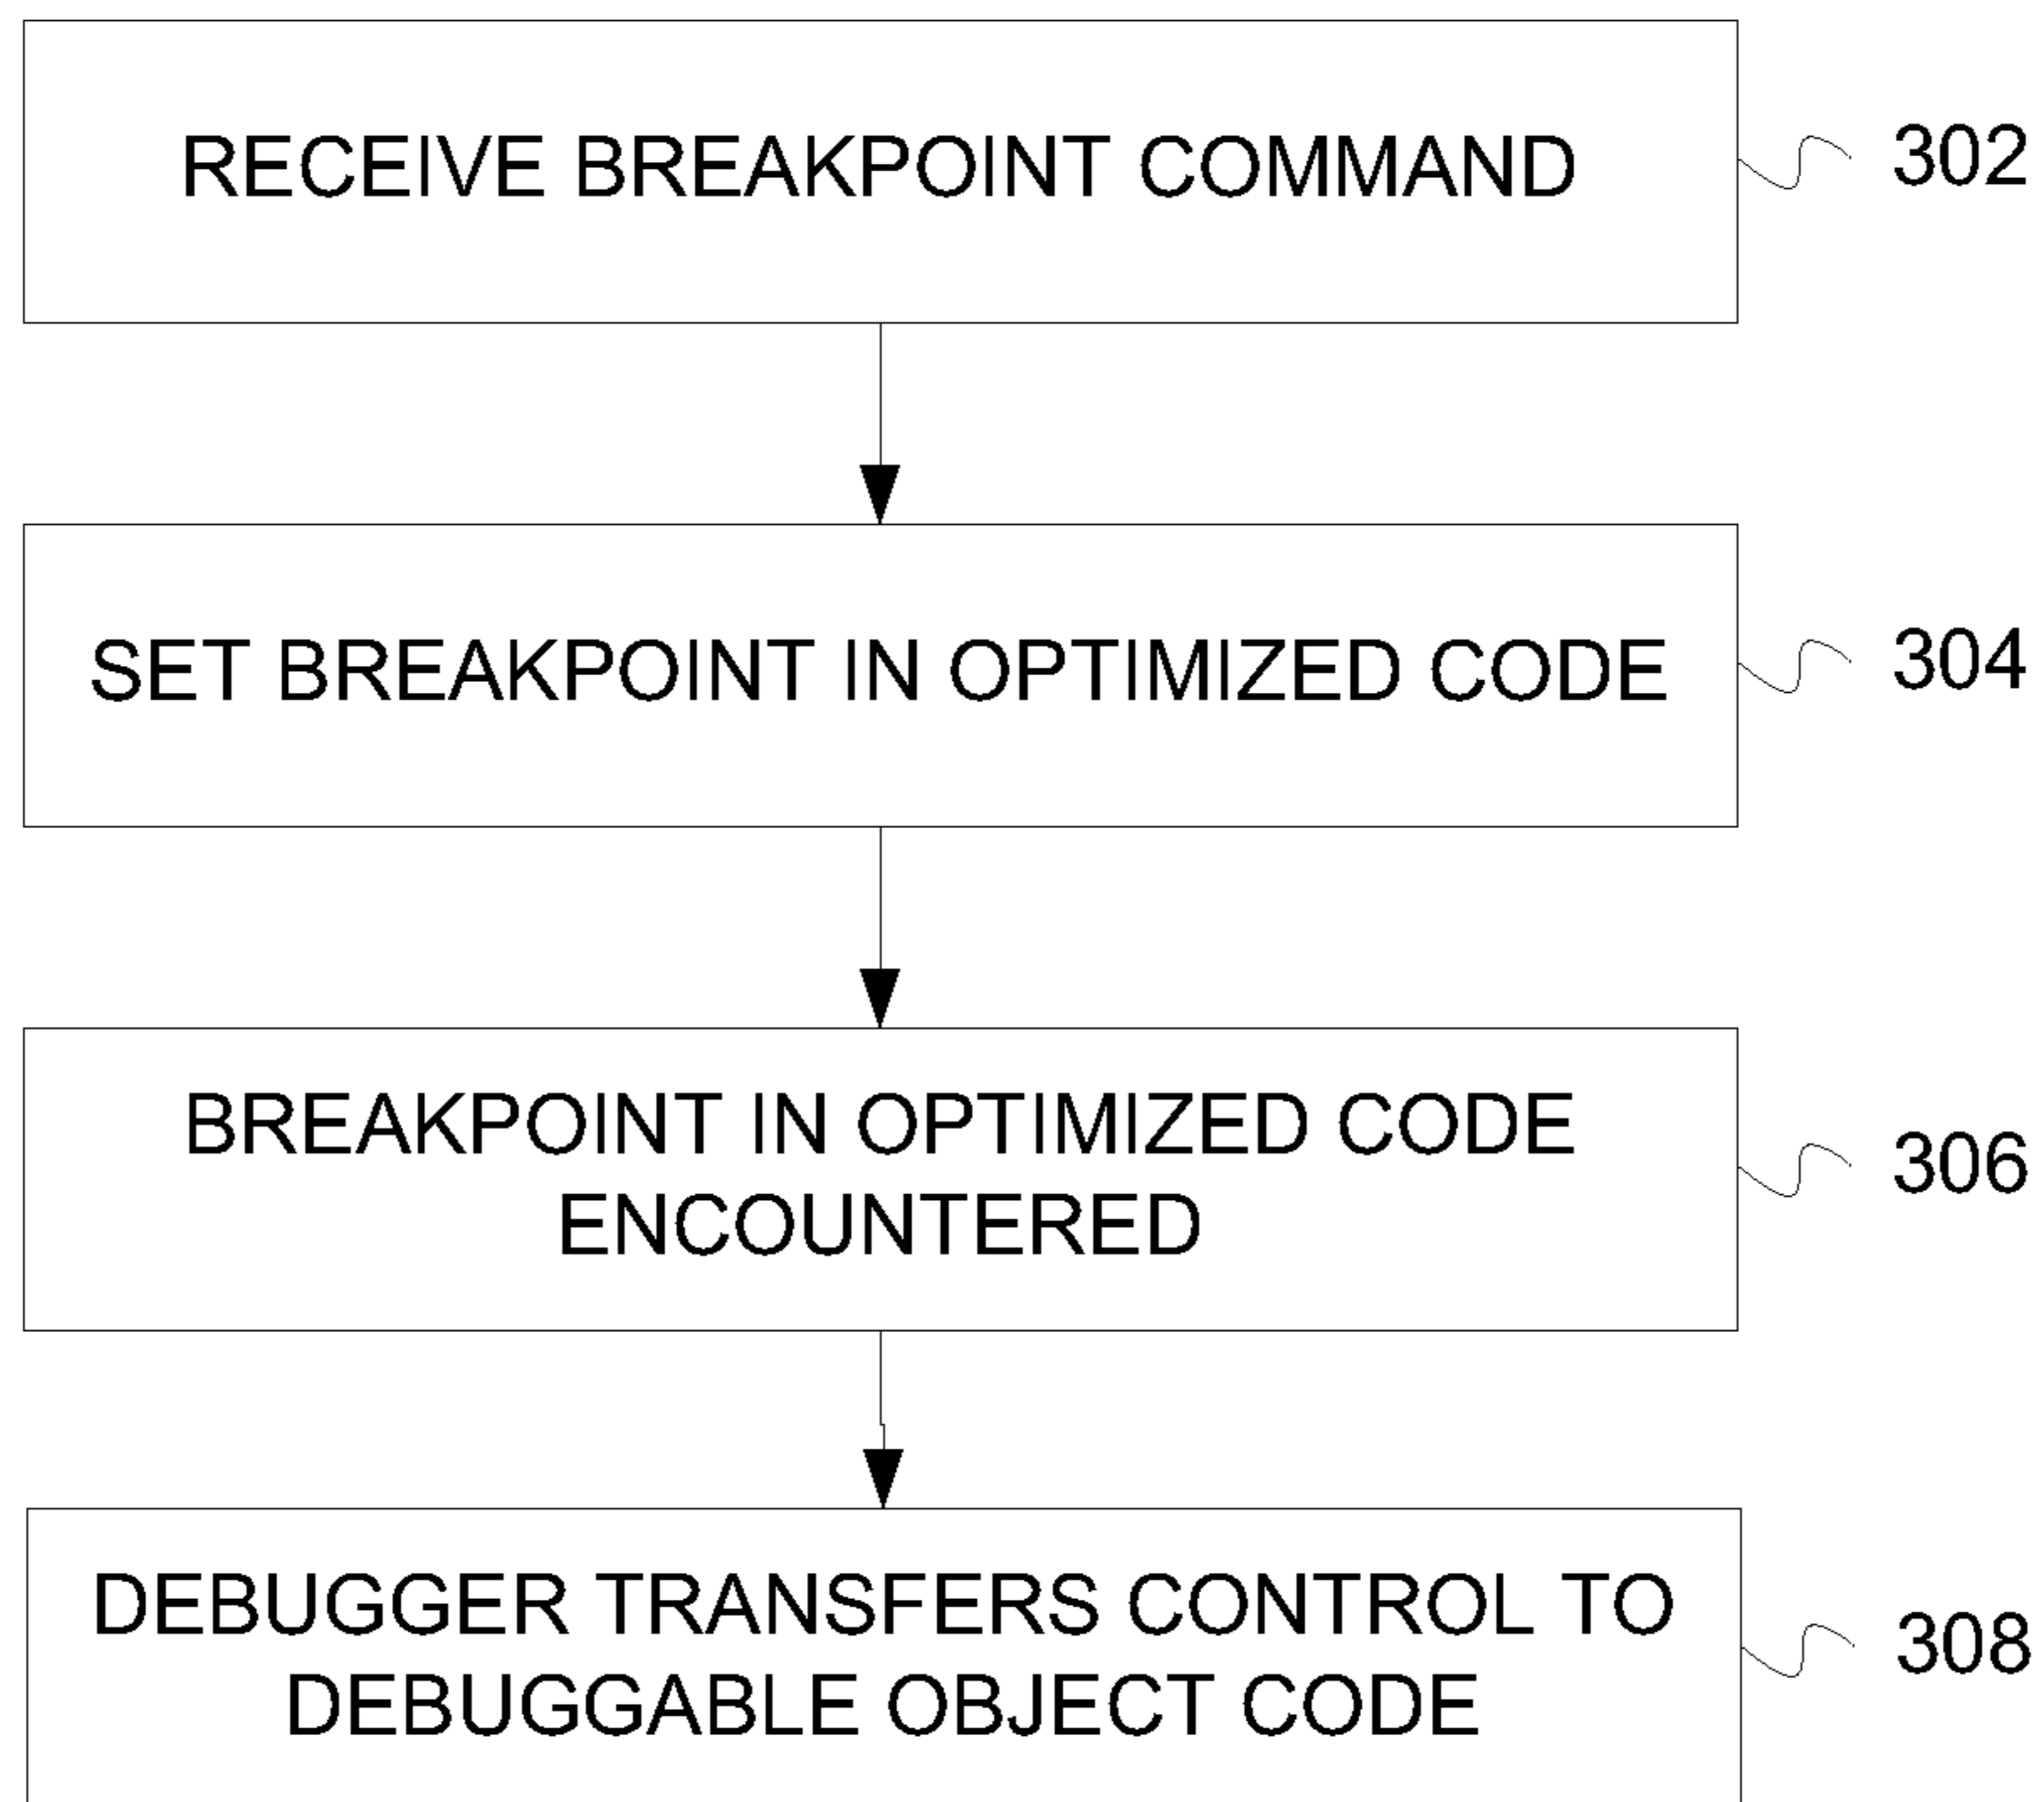 RECEIVE BREAKPOINT COMMAND
302
SET BREAKPOINT IN OPTIMIZED CODE
304
BREAKPOINT IN OPTIMIZED CODE
ENCOUNTERED
306
DEBUGGER TRANSFERS CONTROL TO
DEBUGGABLE OBJECT CODE
308